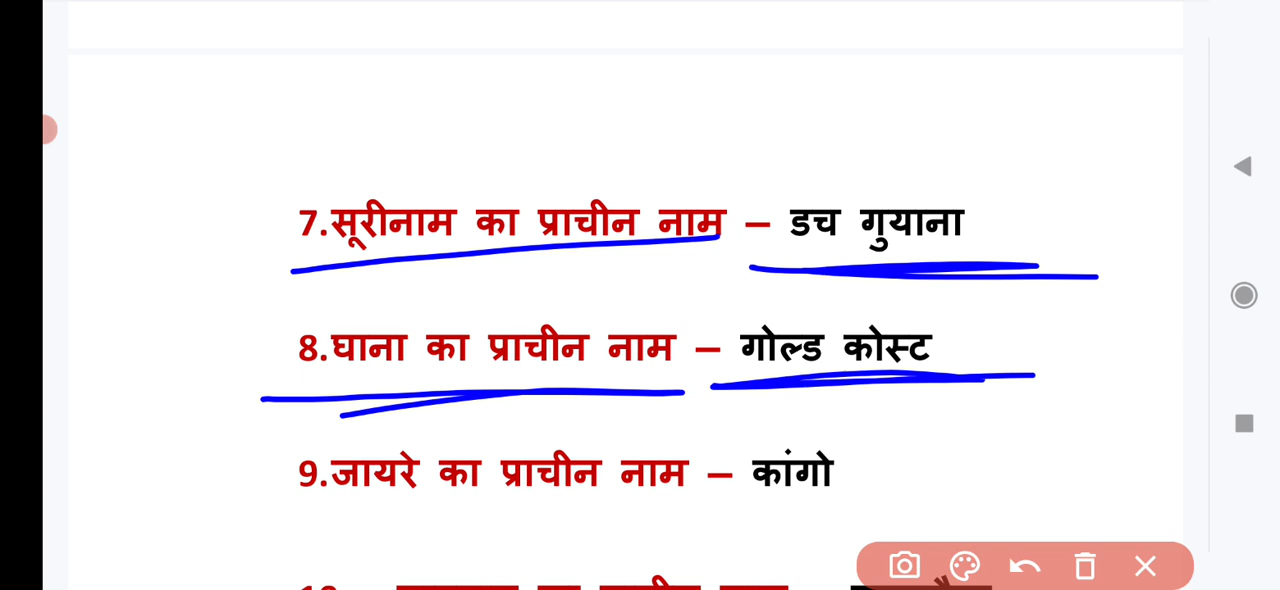 7.सूरीनाम का प्राचीन नाम – डच गुयाना
8.घाना का प्राचीन नाम – गोल्ड कोस्ट
9.जायरे का प्राचीन नाम – कांगो